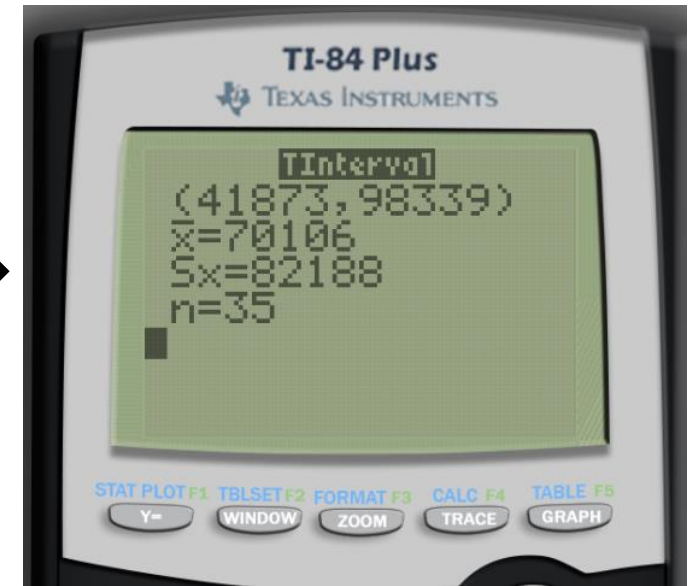 TI-84 Plus
TEXAS INSTRUMENTS
TInterval
(41873,98339)
x̄=70106
Sx=82188
n=35
STAT PLOT F1 TBLSET F2 FORMAT F3 CALC F4 TABLE F5
Y= WINDOW ZOOM TRACE GRAPH